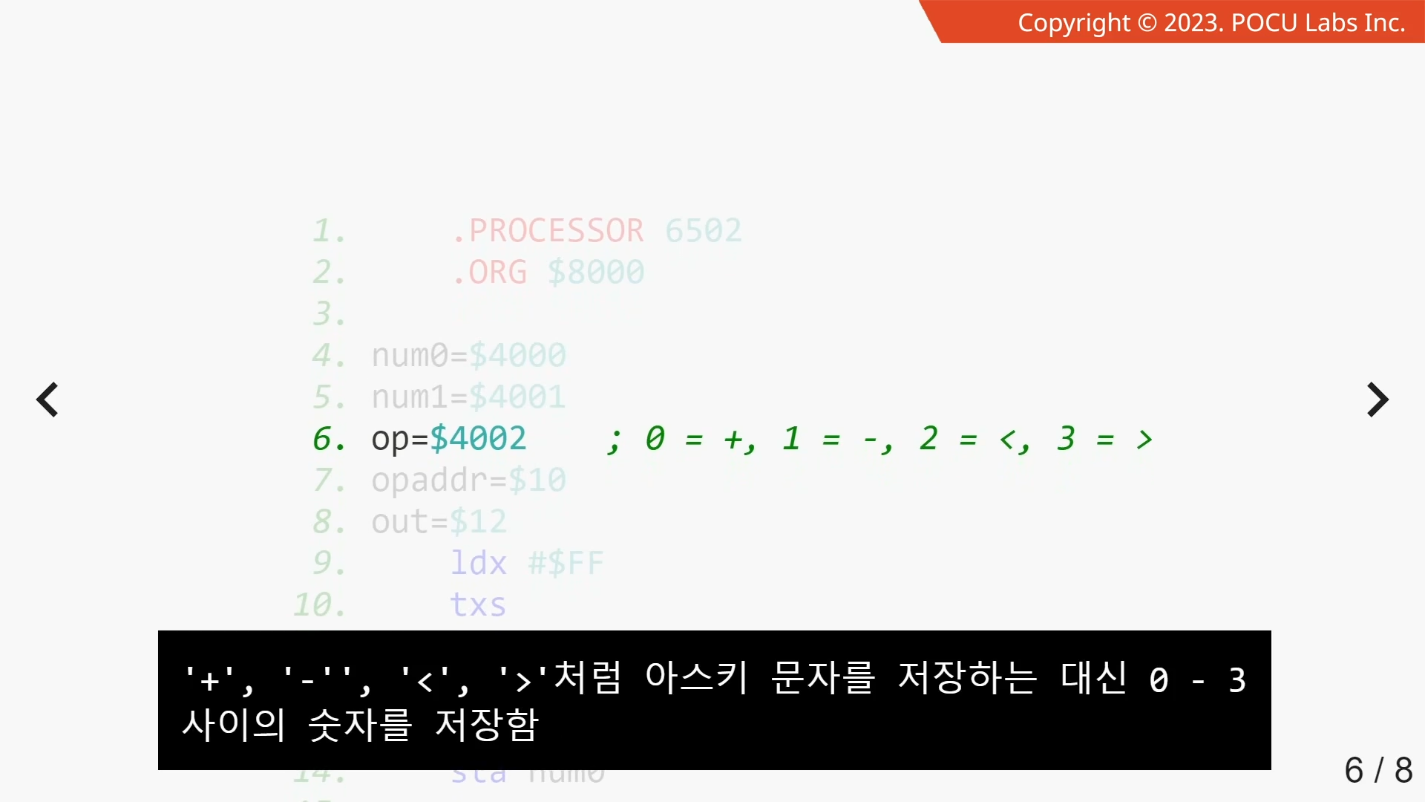 Copyright © 2023. POCU Labs Inc.
1. .PROCESSOR 6502
2. .ORG $8000
3.
4. num0=$4000
5. num1=$4001
6. op=$4002 ; 0 = +, 1 = -, 2 = <, 3 = >
7. opaddr=$10
8. out=$12
9. ldx #$FF
10. txs
'+', '-'', '<', '>'처럼 아스키 문자를 저장하는 대신 0 - 3
사이의 숫자를 저장함
14. sta num0
6 / 8